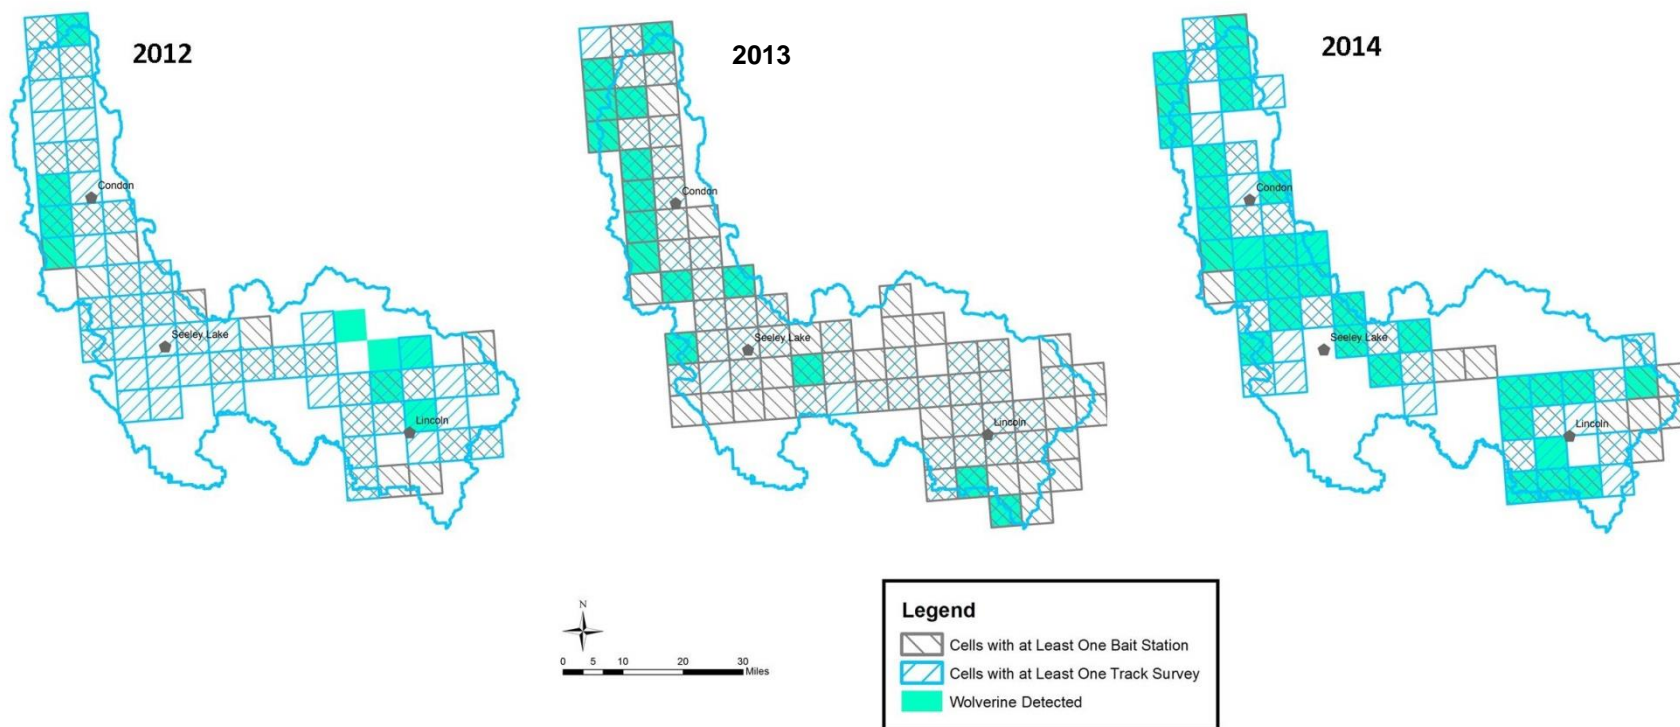 2012
2013
2014
Condon
Condon
Condon
Seeley Lake
Seeley Lake
Seeley Lake
Lincoln
Lincoln
Lincoln
N
0 5 10 20 30
Miles
Legend
Cells with at Least One Bait Station
Cells with at Least One Track Survey
Wolverine Detected